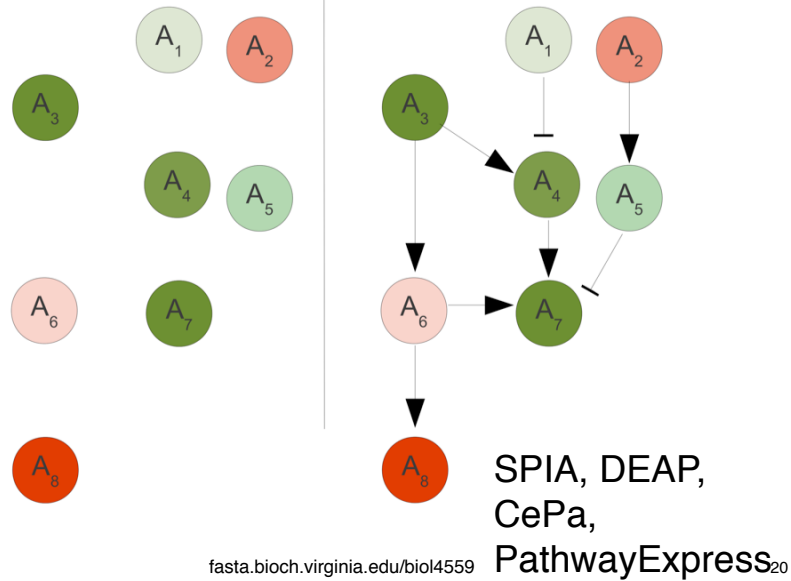 A1
A2
A3
A4
A5
A6
A7
A8
A1
A2
A3
A4
A5
A6
A7
A8
SPIA, DEAP,
CePa,
PathwayExpress
fasta.bioch.virginia.edu/biol4559
20